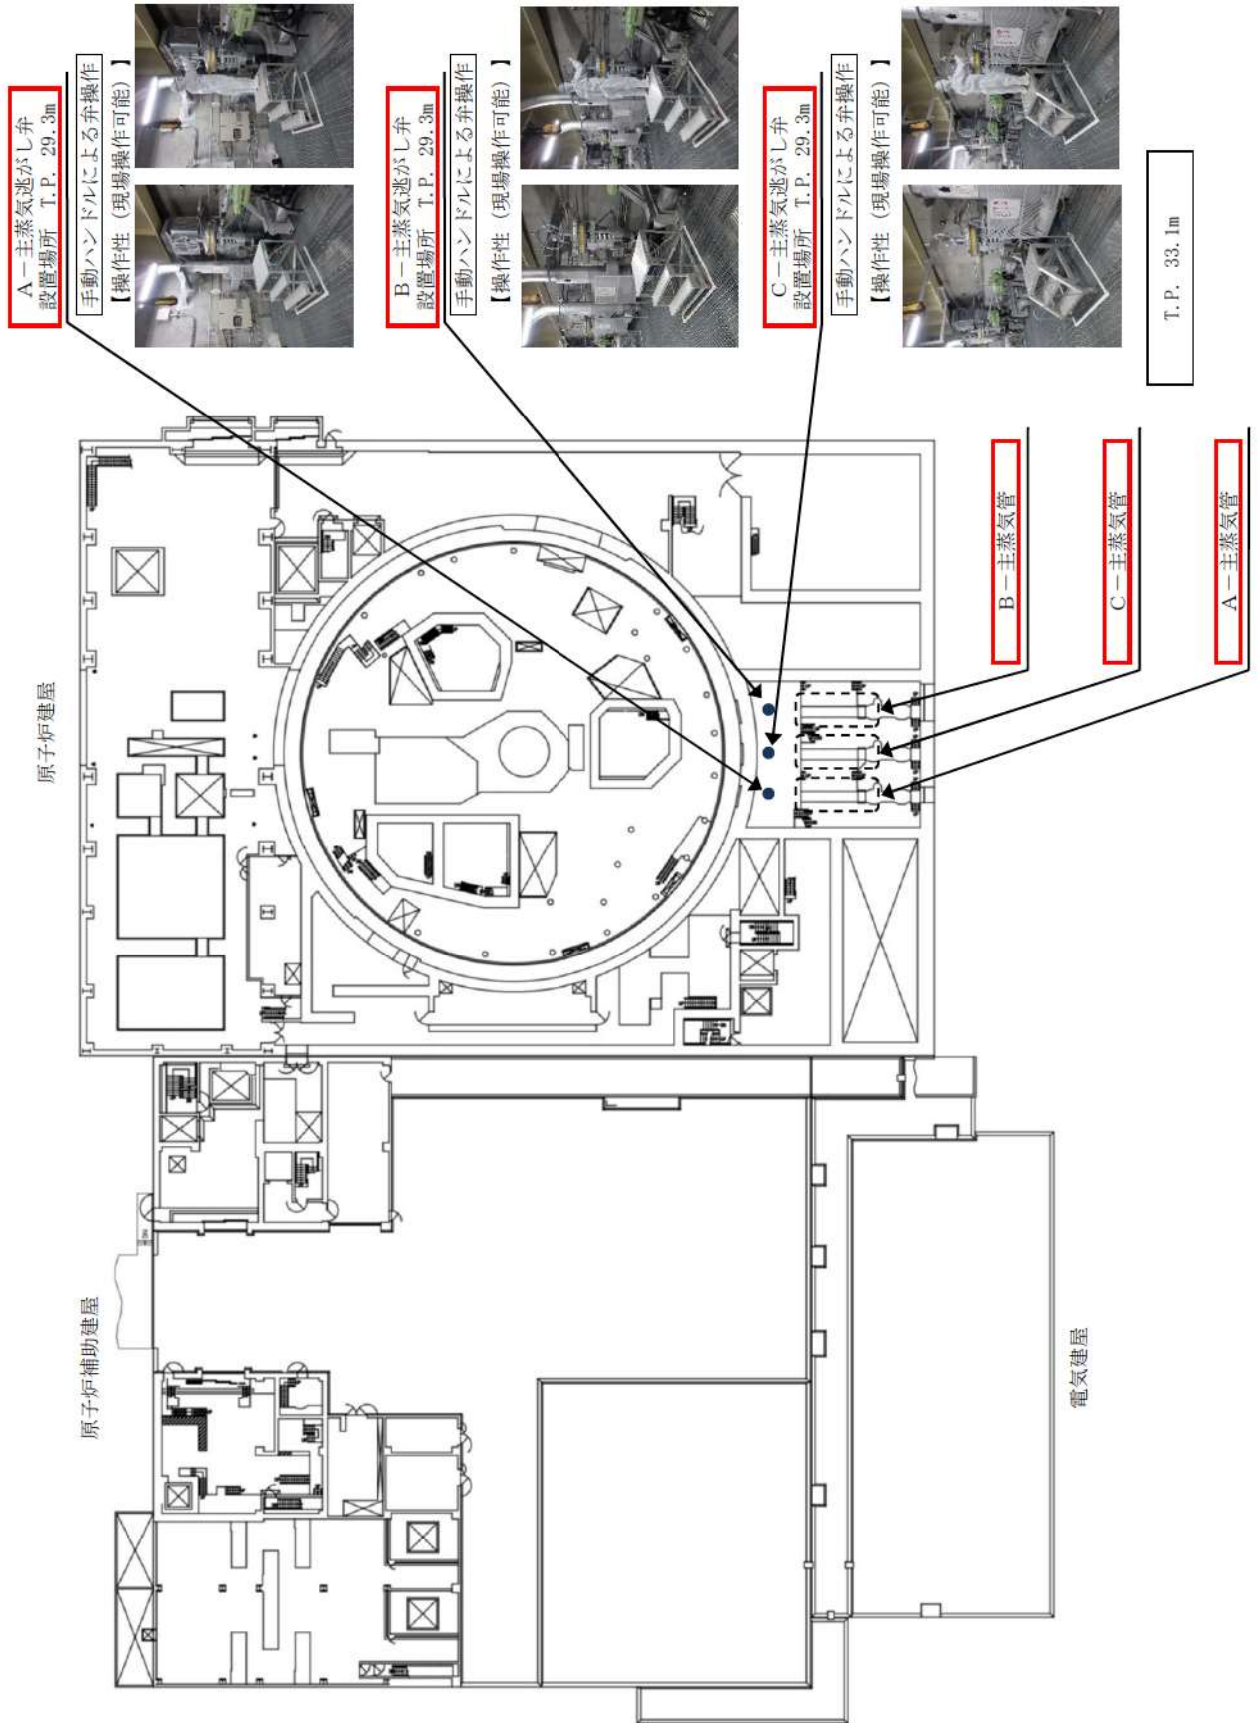 A－主蒸気逃がし弁
設置場所 T.P. 29.3m
手動ハンドルによる弁操作
【操作性（現場操作可能）】
B－主蒸気逃がし弁
設置場所 T.P. 29.3m
手動ハンドルによる弁操作
【操作性（現場操作可能）】
C－主蒸気逃がし弁
設置場所 T.P. 29.3m
手動ハンドルによる弁操作
【操作性（現場操作可能）】
T.P. 33.1m
原子炉建屋
B－主蒸気管
C－主蒸気管
A－主蒸気管
原子炉補助建屋
電気建屋